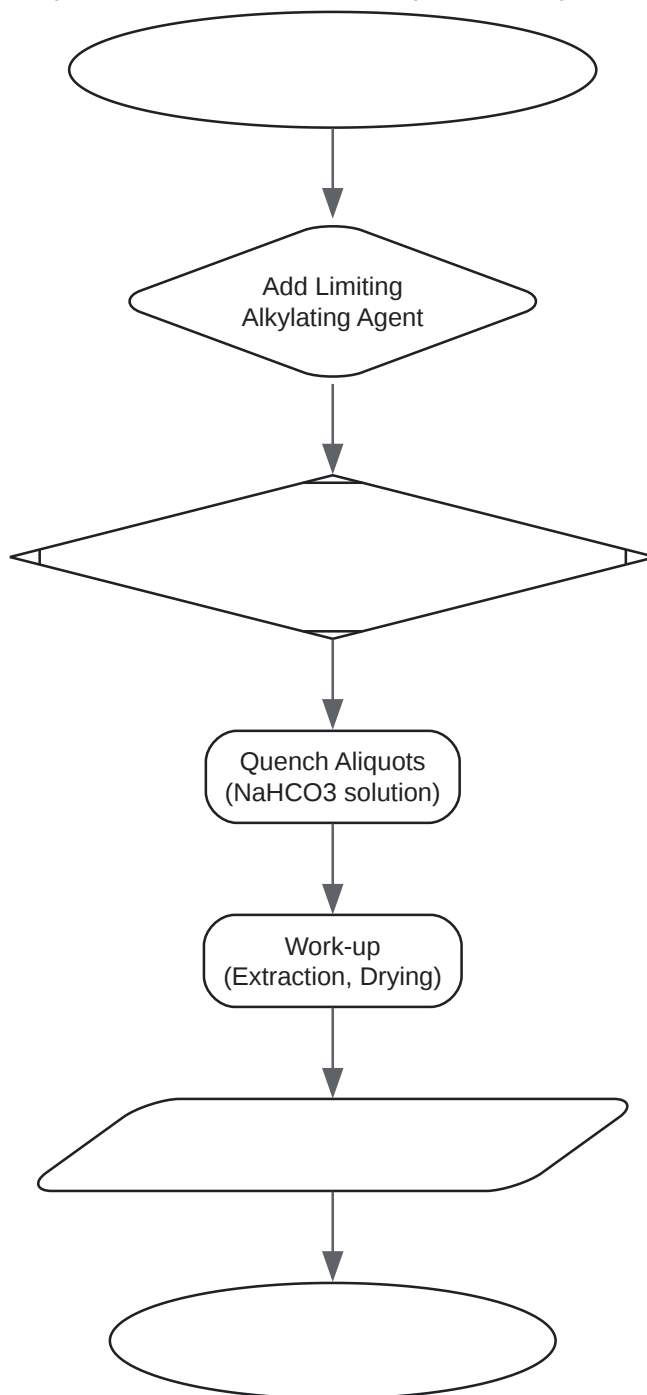 Add Limiting
Alkylating Agent
Quench Aliquots
(NaHCO3 solution)
Work-up
(Extraction, Drying)